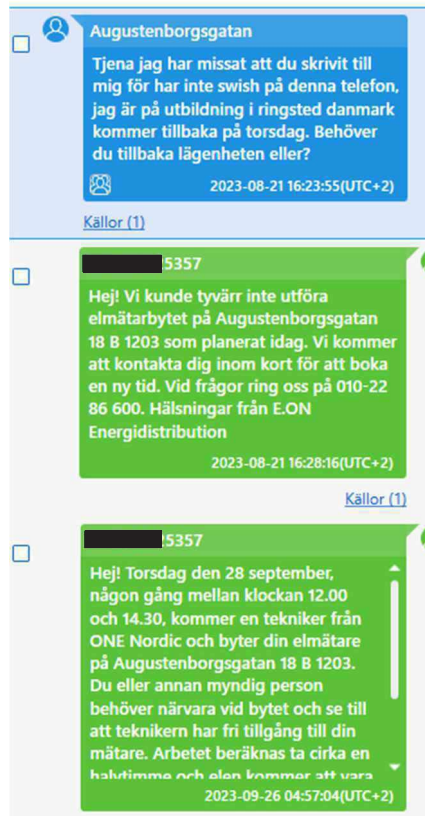 Augustenborgsgatan
Tjena jag har missat att du skrivit till
mig för har inte swish på denna telefon,
jag är på utbildning i ringsted danmark
kommer tillbaka på torsdag. Behöver
du tillbaka lägenheten eller?
2023-08-21 16:23:55(UTC+2)
Källor (1)
5357
Hej! Vi kunde tyvärr inte utföra
elmätarbytet på Augustenborgsgatan
18 B 1203 som planerat idag. Vi kommer
att kontakta dig inom kort för att boka
en ny tid. Vid frågor ring oss på 010-22
86 600. Hälsningar från E.ON
Energidistribution
2023-08-21 16:28:16(UTC+2)
Källor (1)
5357
Hej! Torsdag den 28 september,
någon gång mellan klockan 12.00
och 14.30, kommer en tekniker från
ONE Nordic och byter din elmätare
på Augustenborgsgatan 18 B 1203.
Du eller annan myndig person
behöver närvara vid bytet och se till
att teknikern har fri tillgång till din
mätare. Arbetet beräknas ta cirka en
halvtimme och elen kommer att vara
2023-09-26 04:57:04(UTC+2)